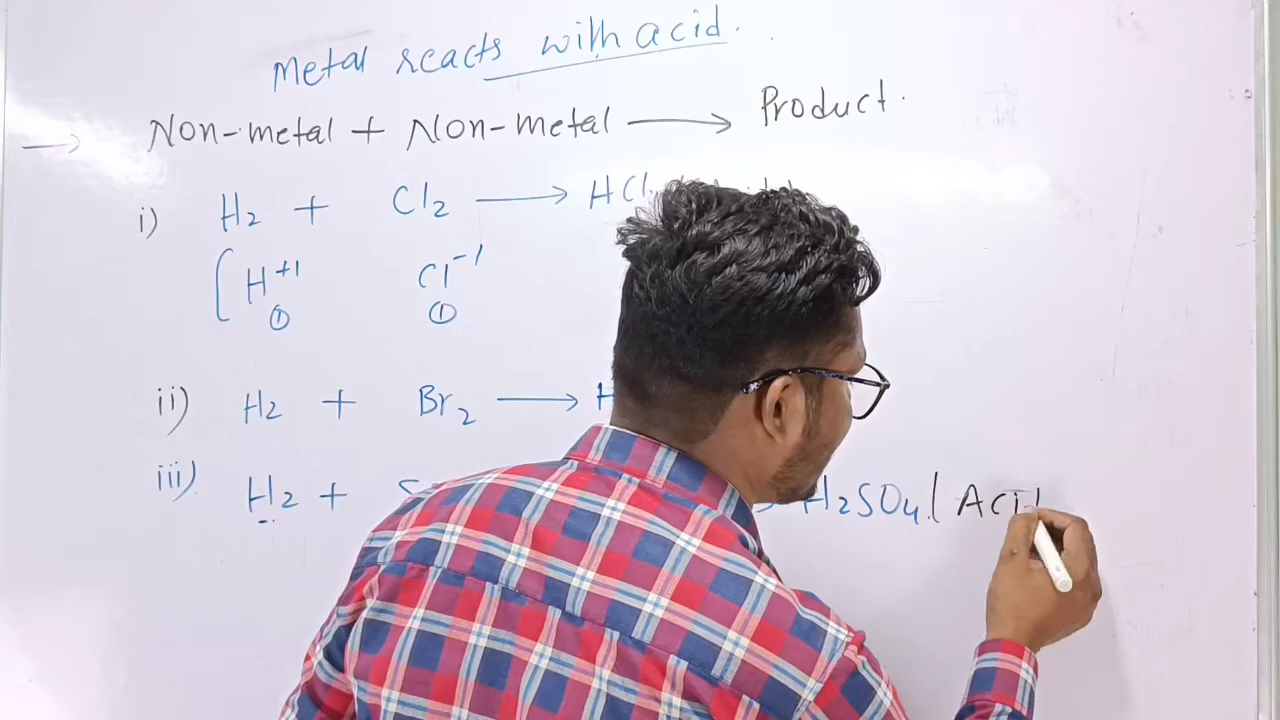 Metal reacts with acid.
→ Non-metal + Non-metal → Product.
i) H₂ + Cl₂ → HCl
[H⁺¹ Cl⁻¹
① ①
ii) H₂ + Br₂ → H
iii) H₂ + S H₂SO₄ (Acid